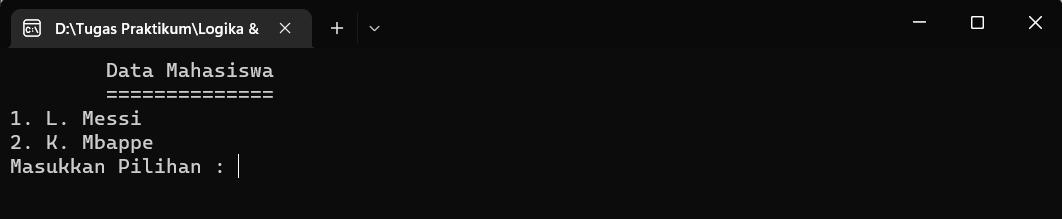 D:\Tugas Praktikum\Logika &
Data Mahasiswa
==============
1. L. Messi
2. K. Mbappe
Masukkan Pilihan :